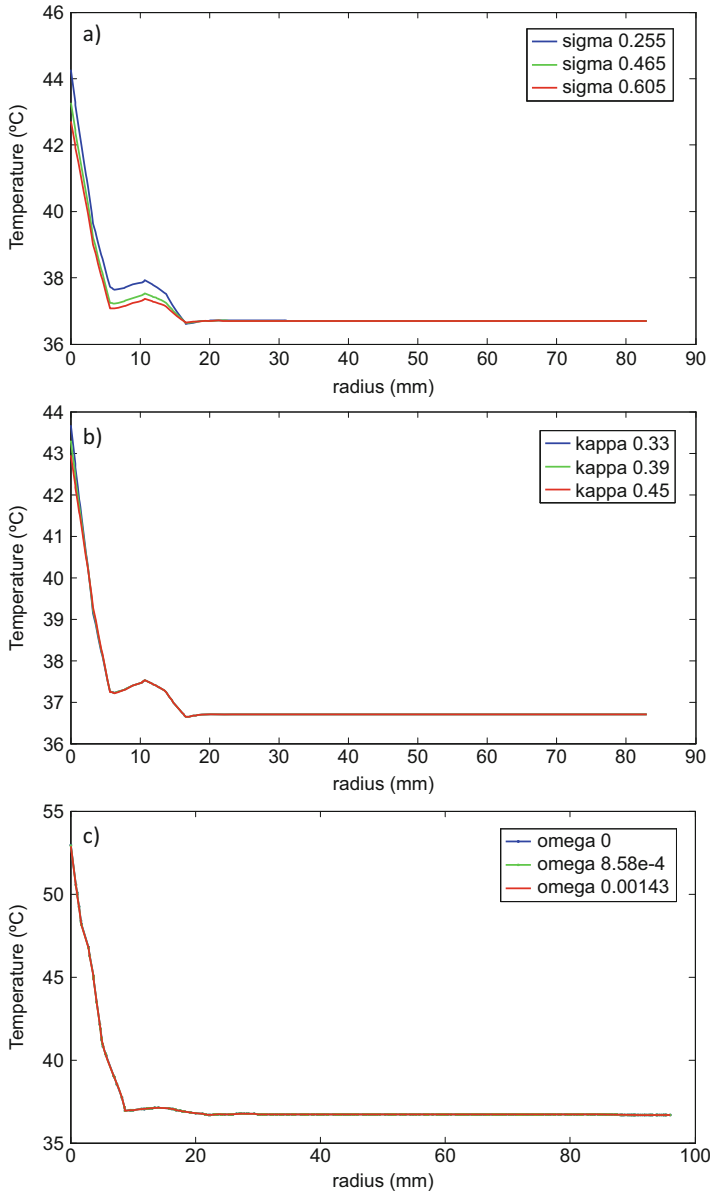 a)
sigma 0.255
sigma 0.465
sigma 0.605
46
44
42
40
38
36
Temperature (ºC)
0 10 20 30 40 50 60 70 80 90
radius (mm)
b)
kappa 0.33
kappa 0.39
kappa 0.45
44
43
42
41
40
39
38
37
36
Temperature (ºC)
0 10 20 30 40 50 60 70 80 90
radius (mm)
c)
omega 0
omega 8.58e-4
omega 0.00143
55
50
45
40
35
Temperature (ºC)
0 20 40 60 80 100
radius (mm)